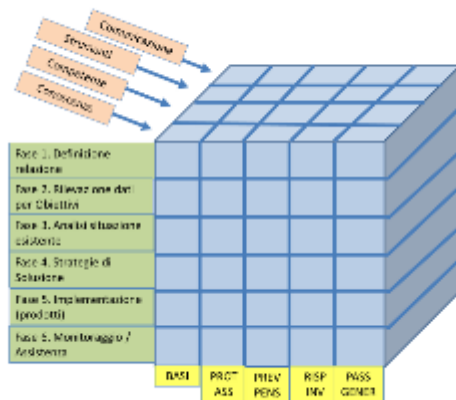 Comunicazione
Strumenti
Competenze
Conoscenze
Fase 1. Definizione
relazione
Fase 2. Rilevazione dati
per Obiettivi
Fase 3. Analisi situazione
esistente
Fase 4. Strategie di
Soluzione
Fase 5. Implementazione
(prodotti)
Fase 6. Monitoraggio /
Assistenza
BASI
PROT
ASS
PREV
PENS
RISP
INV
PASS
GENER